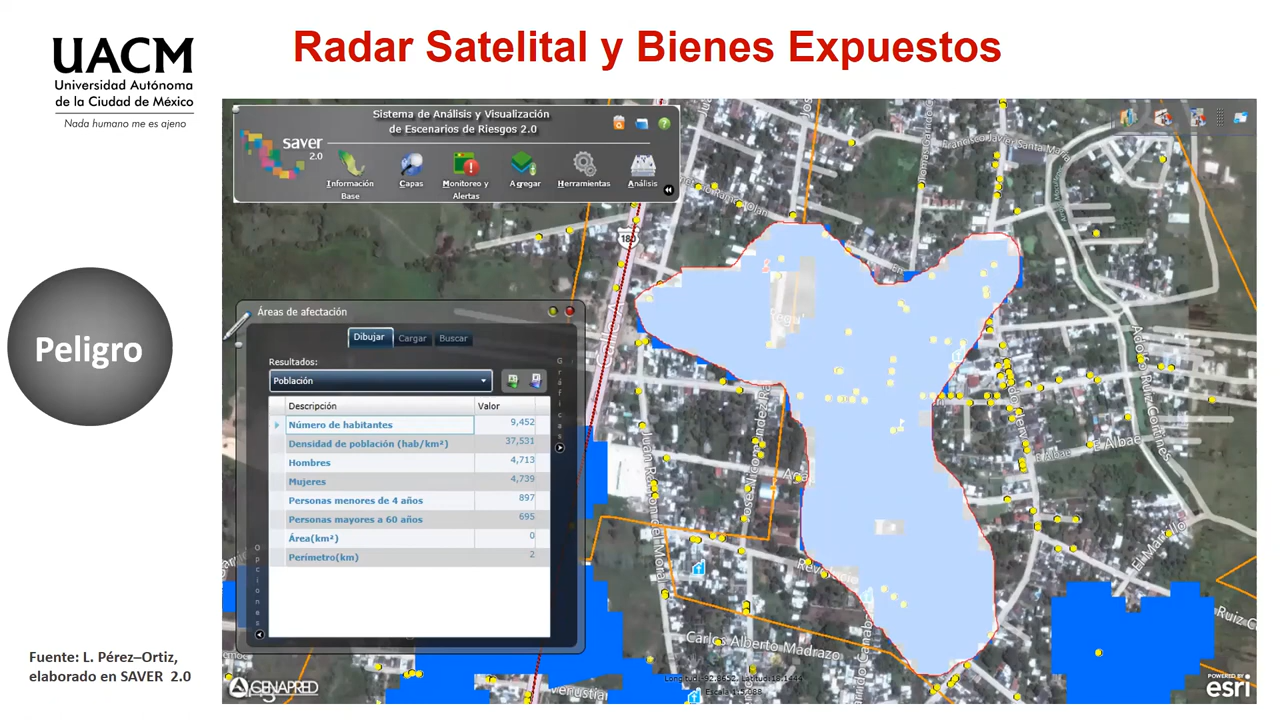 Radar Satelital y Bienes Expuestos
UACM
Universidad Autónoma
de la Ciudad de México
Nada humano me es ajeno
Sistema de Análisis y Visualización
de Escenarios de Riesgos 2.0
saver
2.0
Información
Base
Capas
Monitoreo y
Alertas
Agregar
Herramientas
Análisis
Francisco Javier Santa María
180
Áreas de afectación
Dibujar
Cargar
Buscar
Resultados:
Población
Gráficas
Opciones
Descripción Valor
Número de habitantes 9,452
Densidad de población (hab/km²) 37,531
Hombres 4,713
Mujeres 4,739
Personas menores de 4 años 897
Personas mayores a 60 años 695
Área(km²) 0
Perímetro(km) 2
Peligro
Adolfo Ruiz Cortines
E Albae
E Albae
El Martillo
Carlos Alberto Madrazo
Fuente: L. Pérez–Ortiz,
elaborado en SAVER 2.0
CENAPRED
POWERED BY
esri